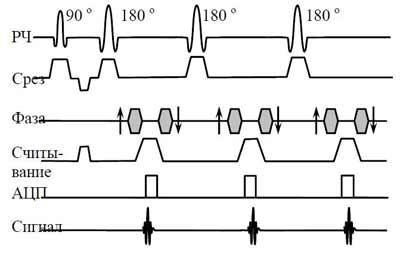 90 º 180 º 180 º 180 º
РЧ
Срез
Фаза
Считы-
вание
АЦП
Сигнал